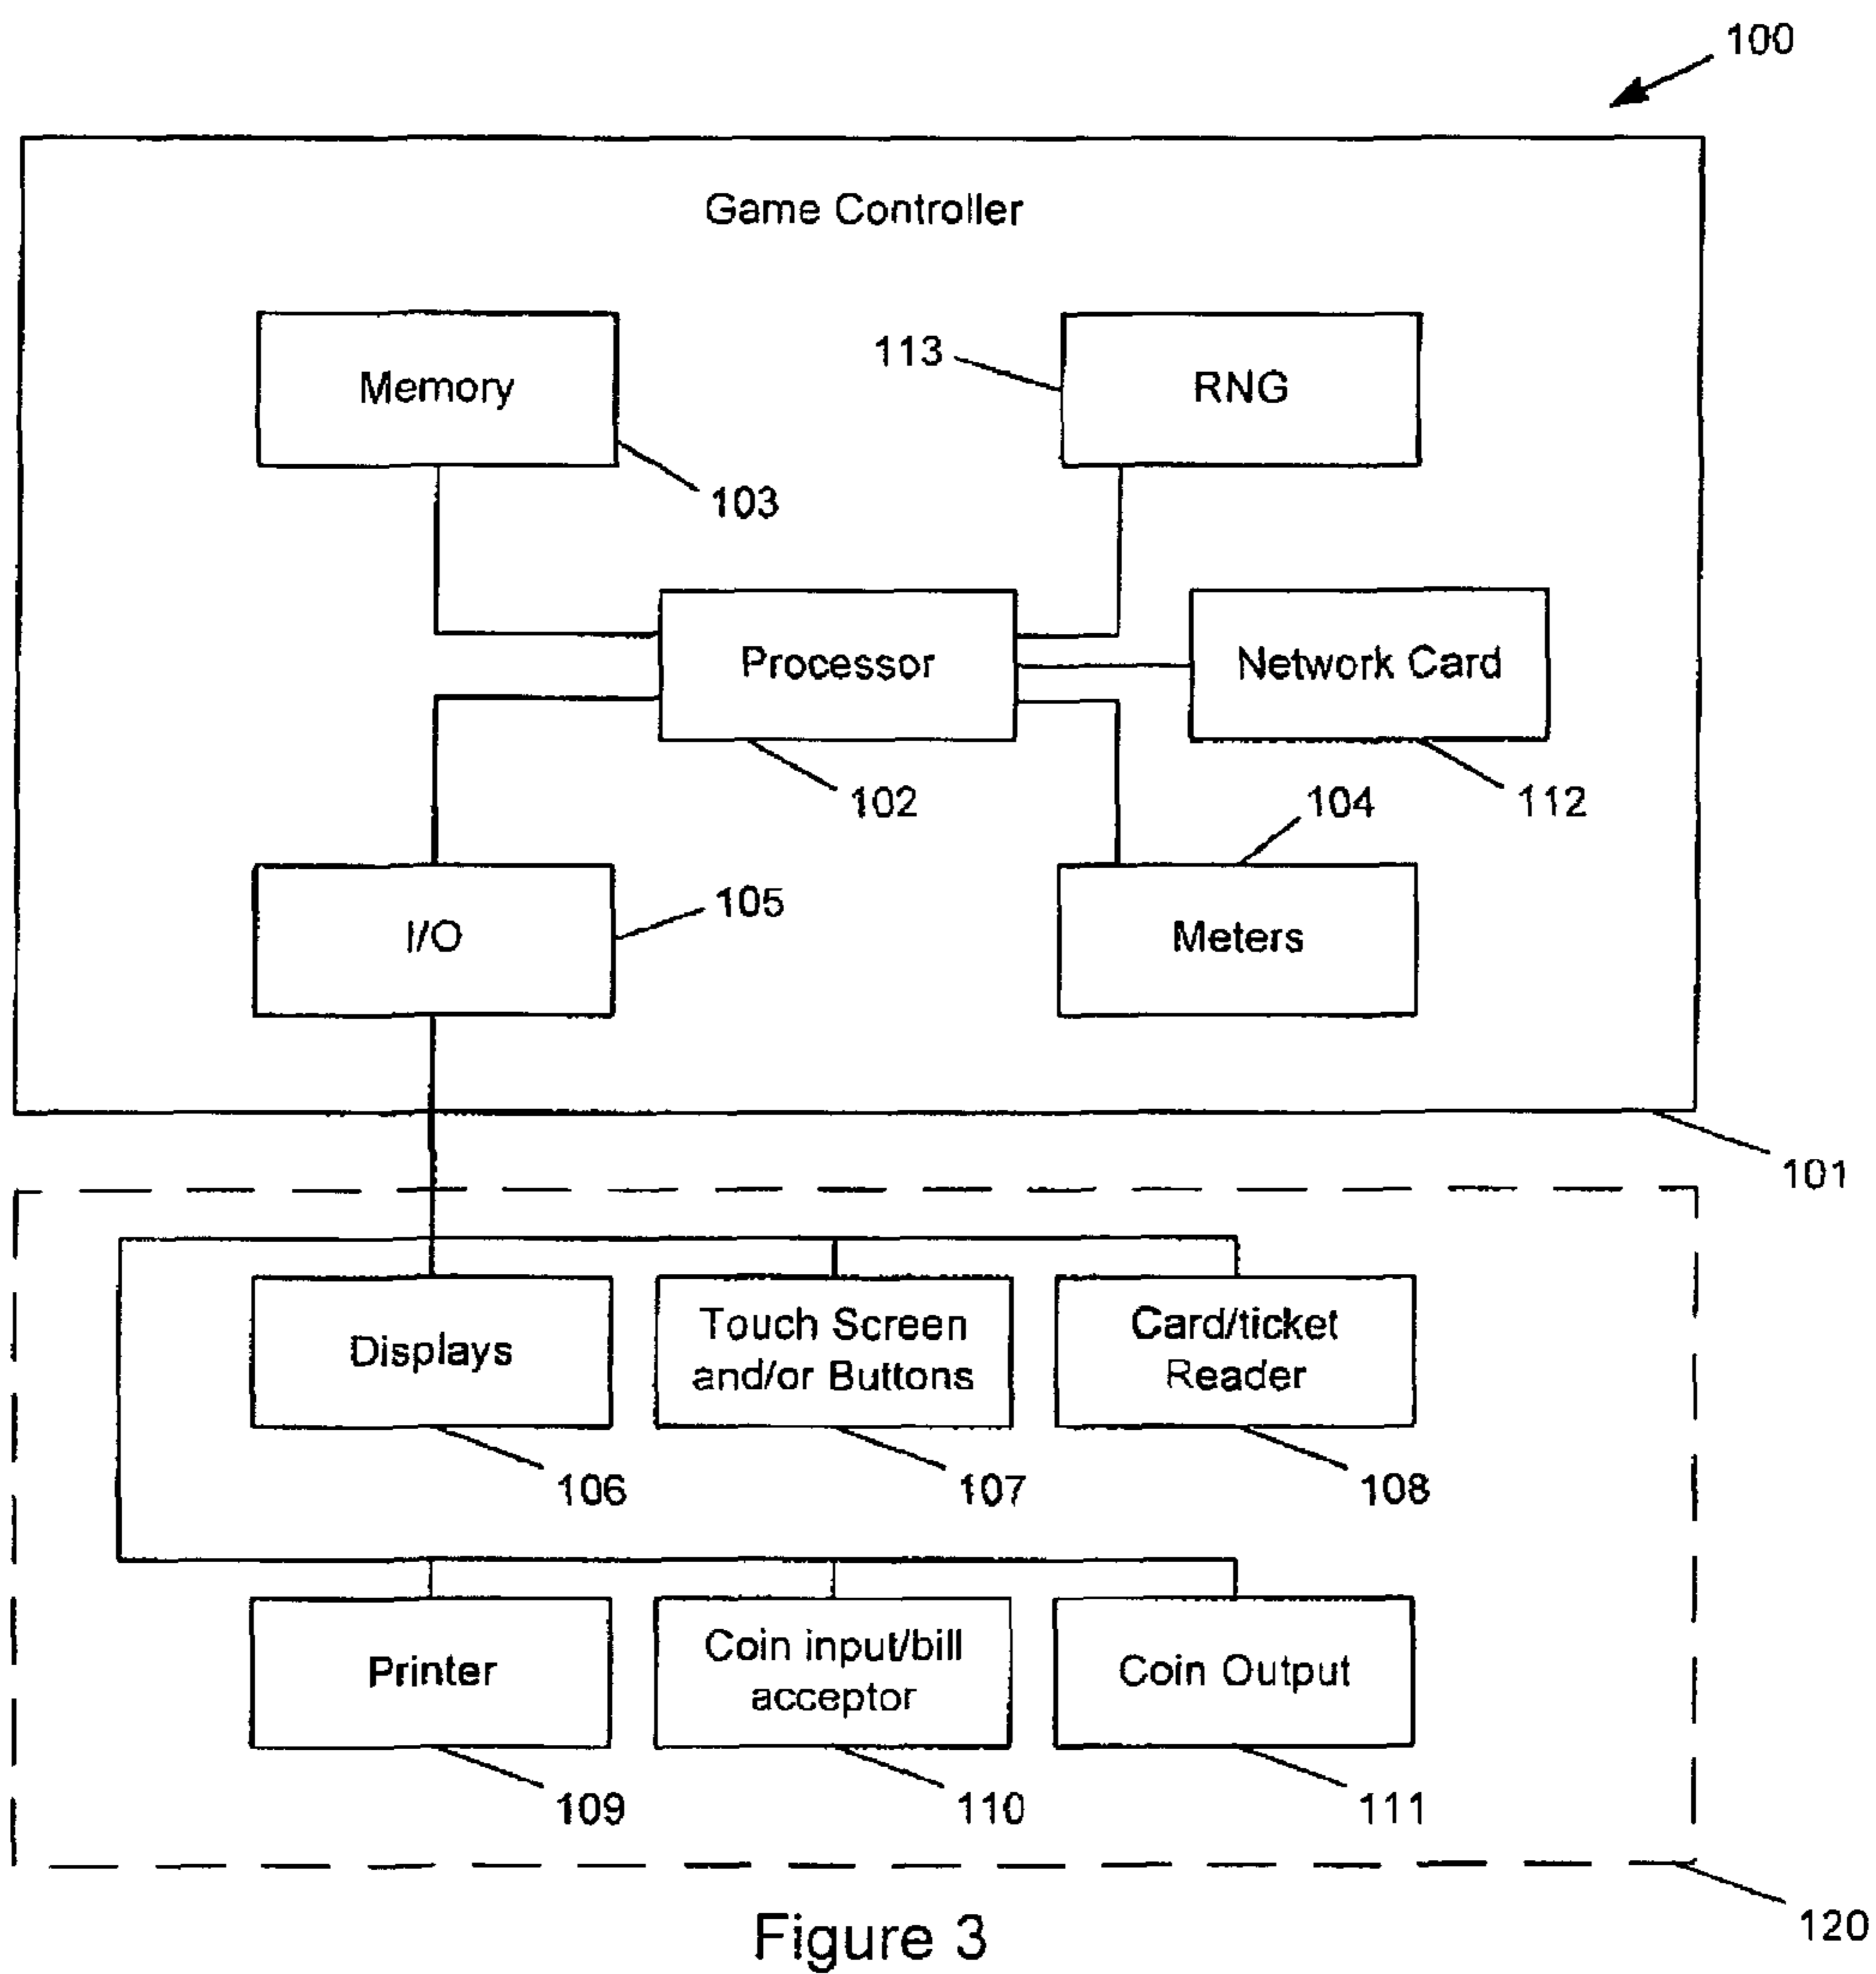 100
Game Controller
Memory
113
RNG
103
Processor
Network Card
102
104
112
105
I/O
Meters
101
Displays
Touch Screen
and/or Buttons
Card/ticket
Reader
106
107
108
Printer
Coin input/bill
acceptor
Coin Output
109
110
111
120
Figure 3